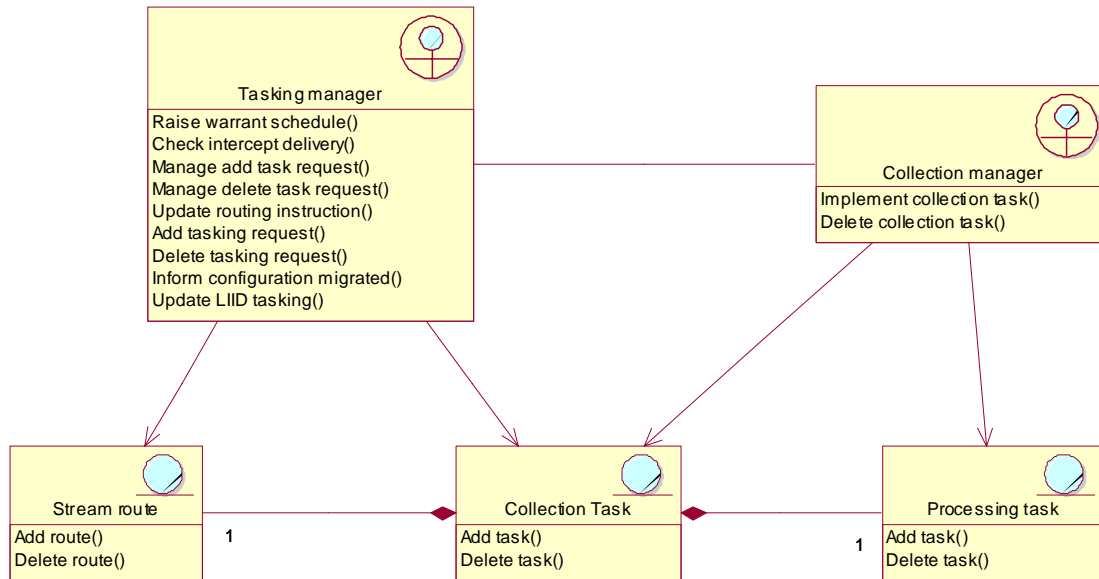 Tasking manager
Raise warrant schedule()
Check intercept delivery()
Manage add task request()
Manage delete task request()
Update routing instruction()
Add tasking request()
Delete tasking request()
Inform configuration migrated()
Update LIID tasking()
Collection manager
Implement collection task()
Delete collection task()
Stream route
Add route()
Delete route()
1
Collection Task
Add task()
Delete task()
1
Processing task
Add task()
Delete task()